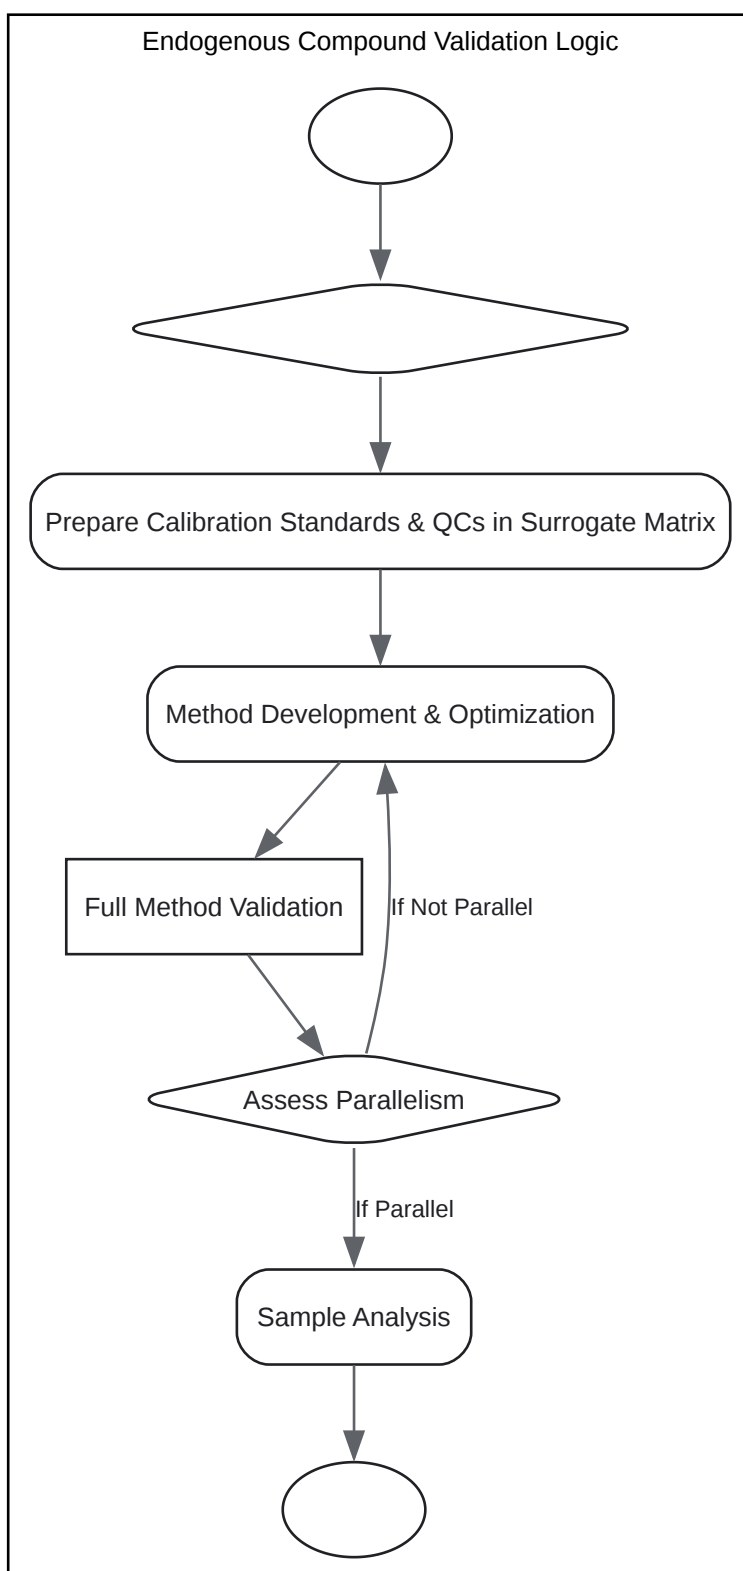 Endogenous Compound Validation Logic
Prepare Calibration Standards & QCs in Surrogate Matrix
Method Development & Optimization
Full Method Validation
If Not Parallel
Assess Parallelism
If Parallel
Sample Analysis